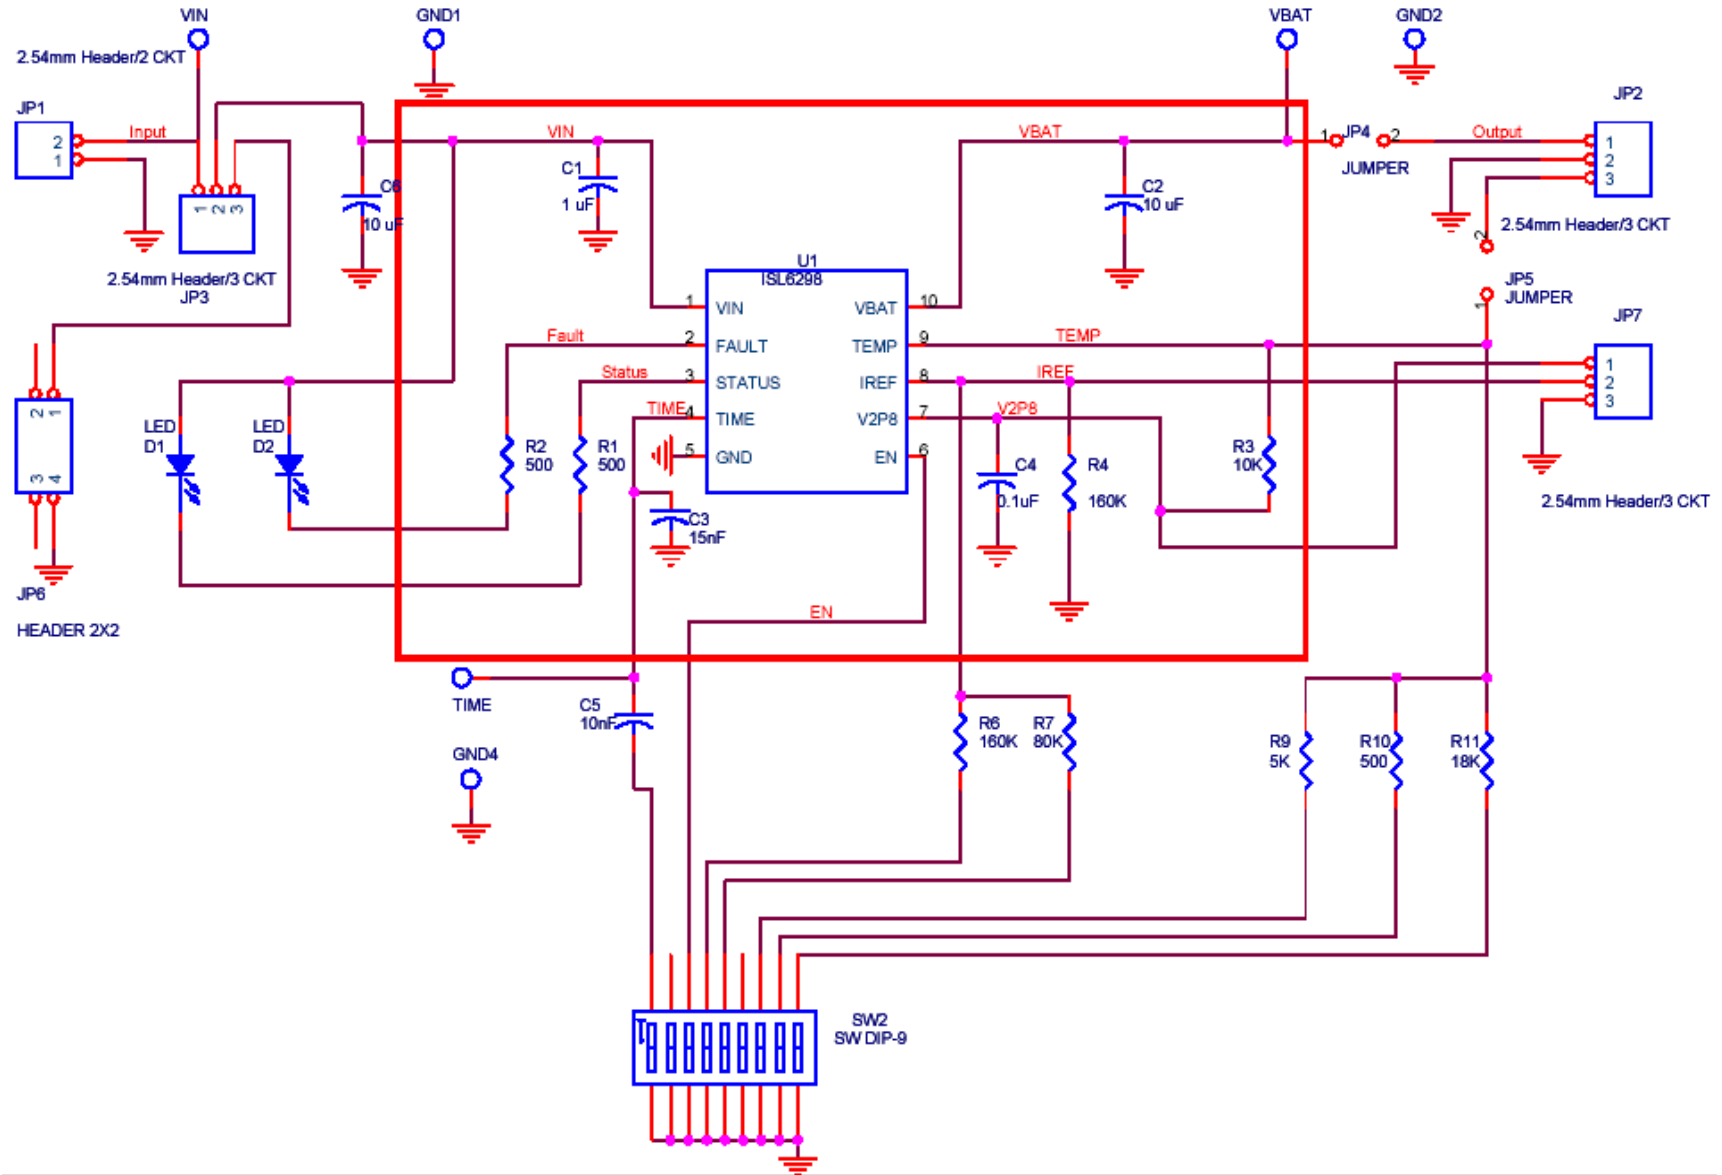 VIN
GND1
VBAT
GND2
2.54mm Header/2 CKT
JP1
2
1
Input
1
2
3
2.54mm Header/3 CKT
JP3
C6
10 uF
VIN
C1
1 uF
VBAT
C2
10 uF
1
JP4
2
JUMPER
Output
JP2
1
2
3
2.54mm Header/3 CKT
2
JP5
JUMPER
1
U1
ISL6298
1
VIN
2
FAULT
3
STATUS
4
TIME
5
GND
VBAT
10
TEMP
9
IREF
8
V2P8
7
EN
6
Fault
Status
TIME
TEMP
IREF
V2P8
JP7
1
2
3
2.54mm Header/3 CKT
2
1
3
4
JP6
HEADER 2X2
LED
D1
LED
D2
R2
500
R1
500
C3
15nF
C4
0.1uF
R4
160K
R3
10K
EN
TIME
C5
10nF
GND4
R6
160K
R7
80K
R9
5K
R10
500
R11
18K
SW2
SW DIP-9